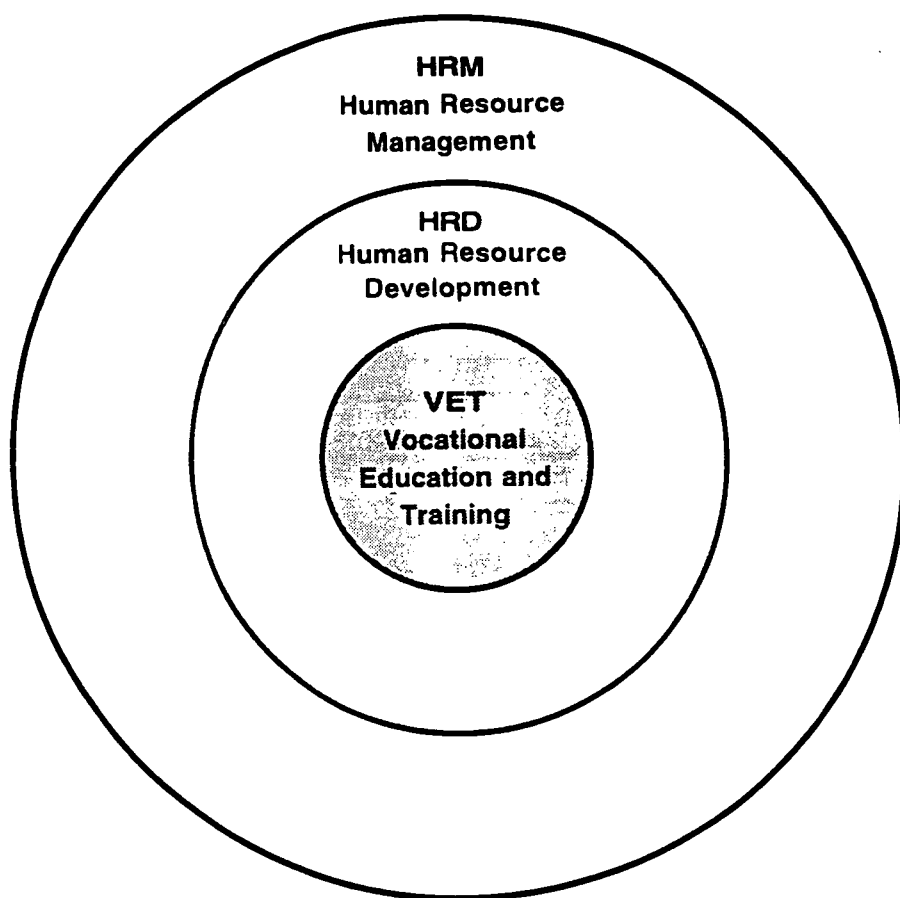 HRM
Human Resource
Management
HRD
Human Resource
Development
VET
Vocational
Education and
Training